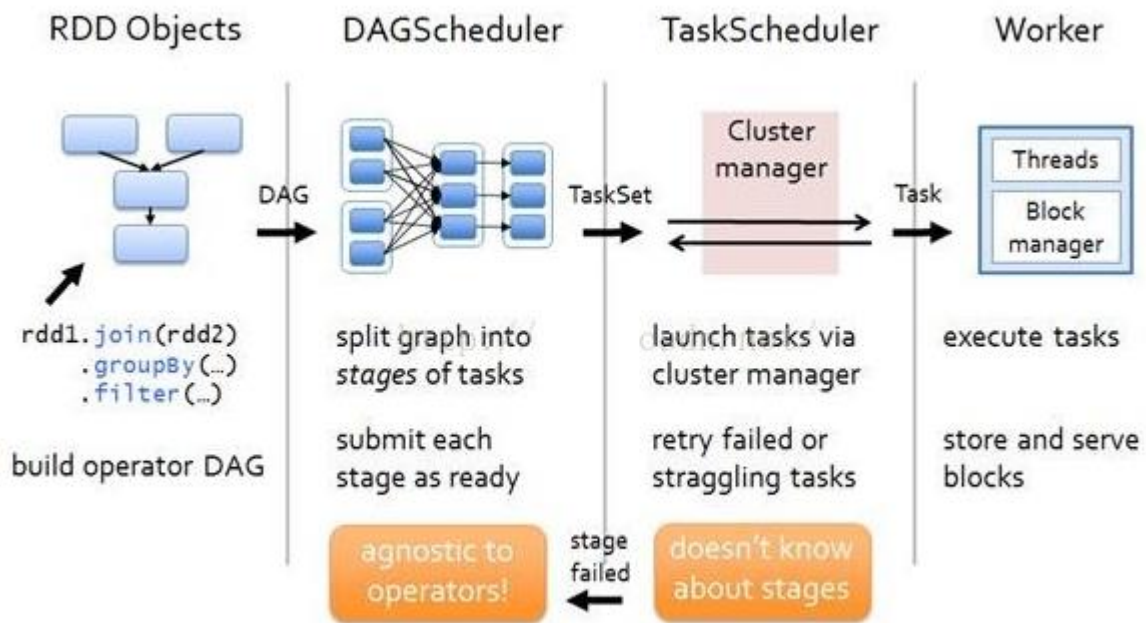 RDD Objects
DAGScheduler
TaskScheduler
Worker
DAG
TaskSet
Cluster
manager
Task
Threads
Block
manager
rdd1.join(rdd2)
.groupBy(…)
.filter(…)
build operator DAG
split graph into
stages of tasks
submit each
stage as ready
launch tasks via
cluster manager
retry failed or
straggling tasks
execute tasks
store and serve
blocks
agnostic to
operators!
stage
failed
doesn't know
about stages